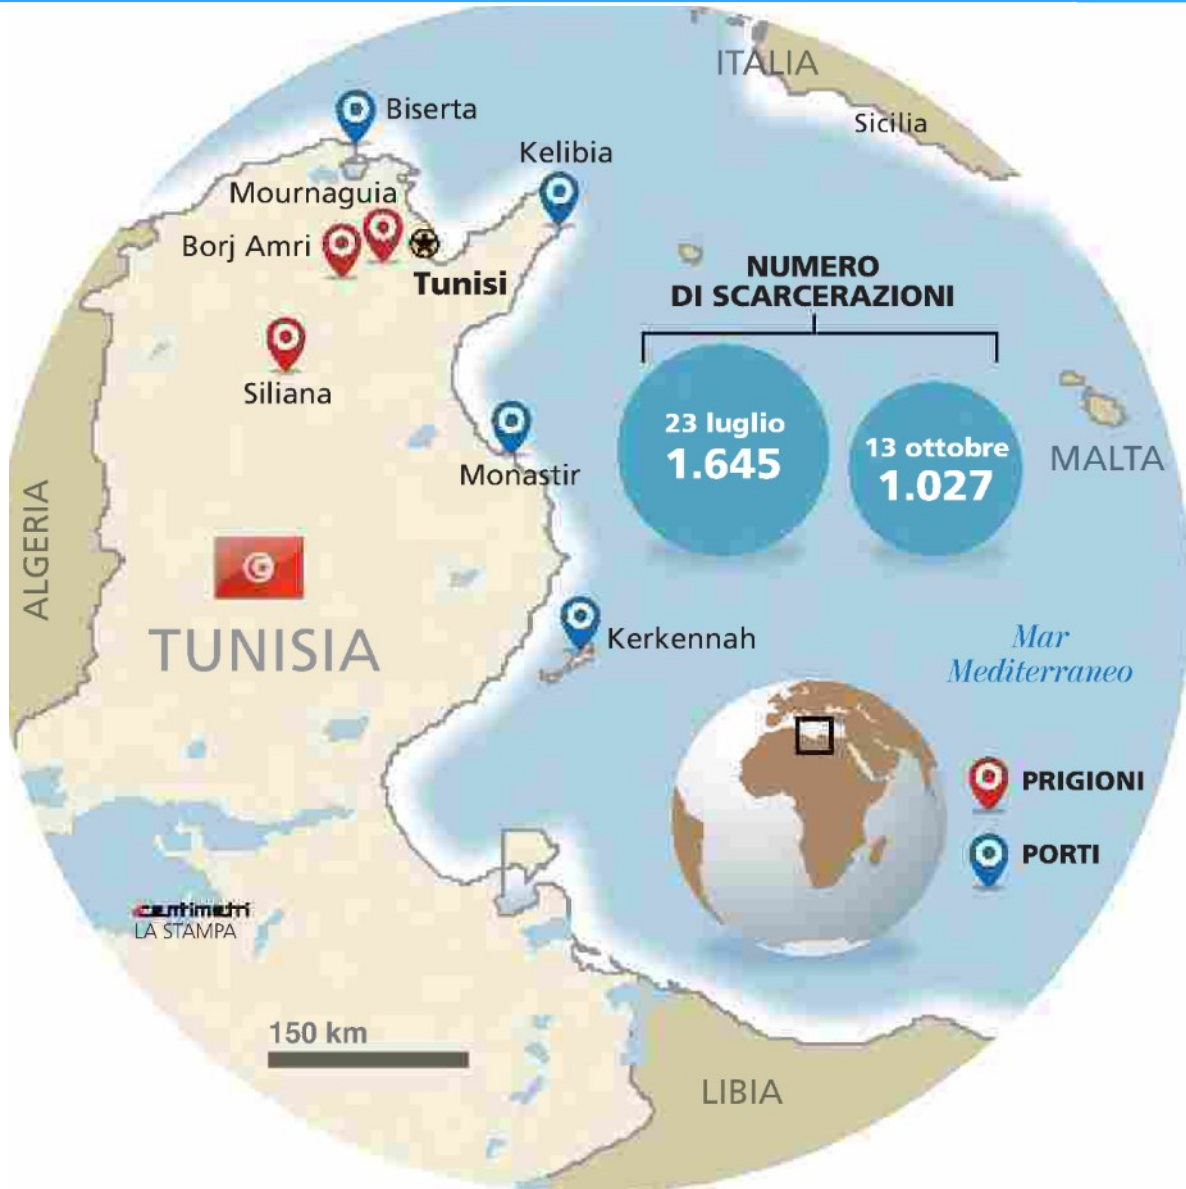 ITALIA
Sicilia
Biserta
Kelibia
Mournaguia
Borj Amri
Tunisi
Siliana
NUMERO
DI SCARCERAZIONI
23 luglio
1.645
13 ottobre
1.027
MALTA
Monastir
ALGERIA
TUNISIA
Kerkennah
Mar
Mediterraneo
PRIGIONI
PORTI
centimetri
LA STAMPA
150 km
LIBIA